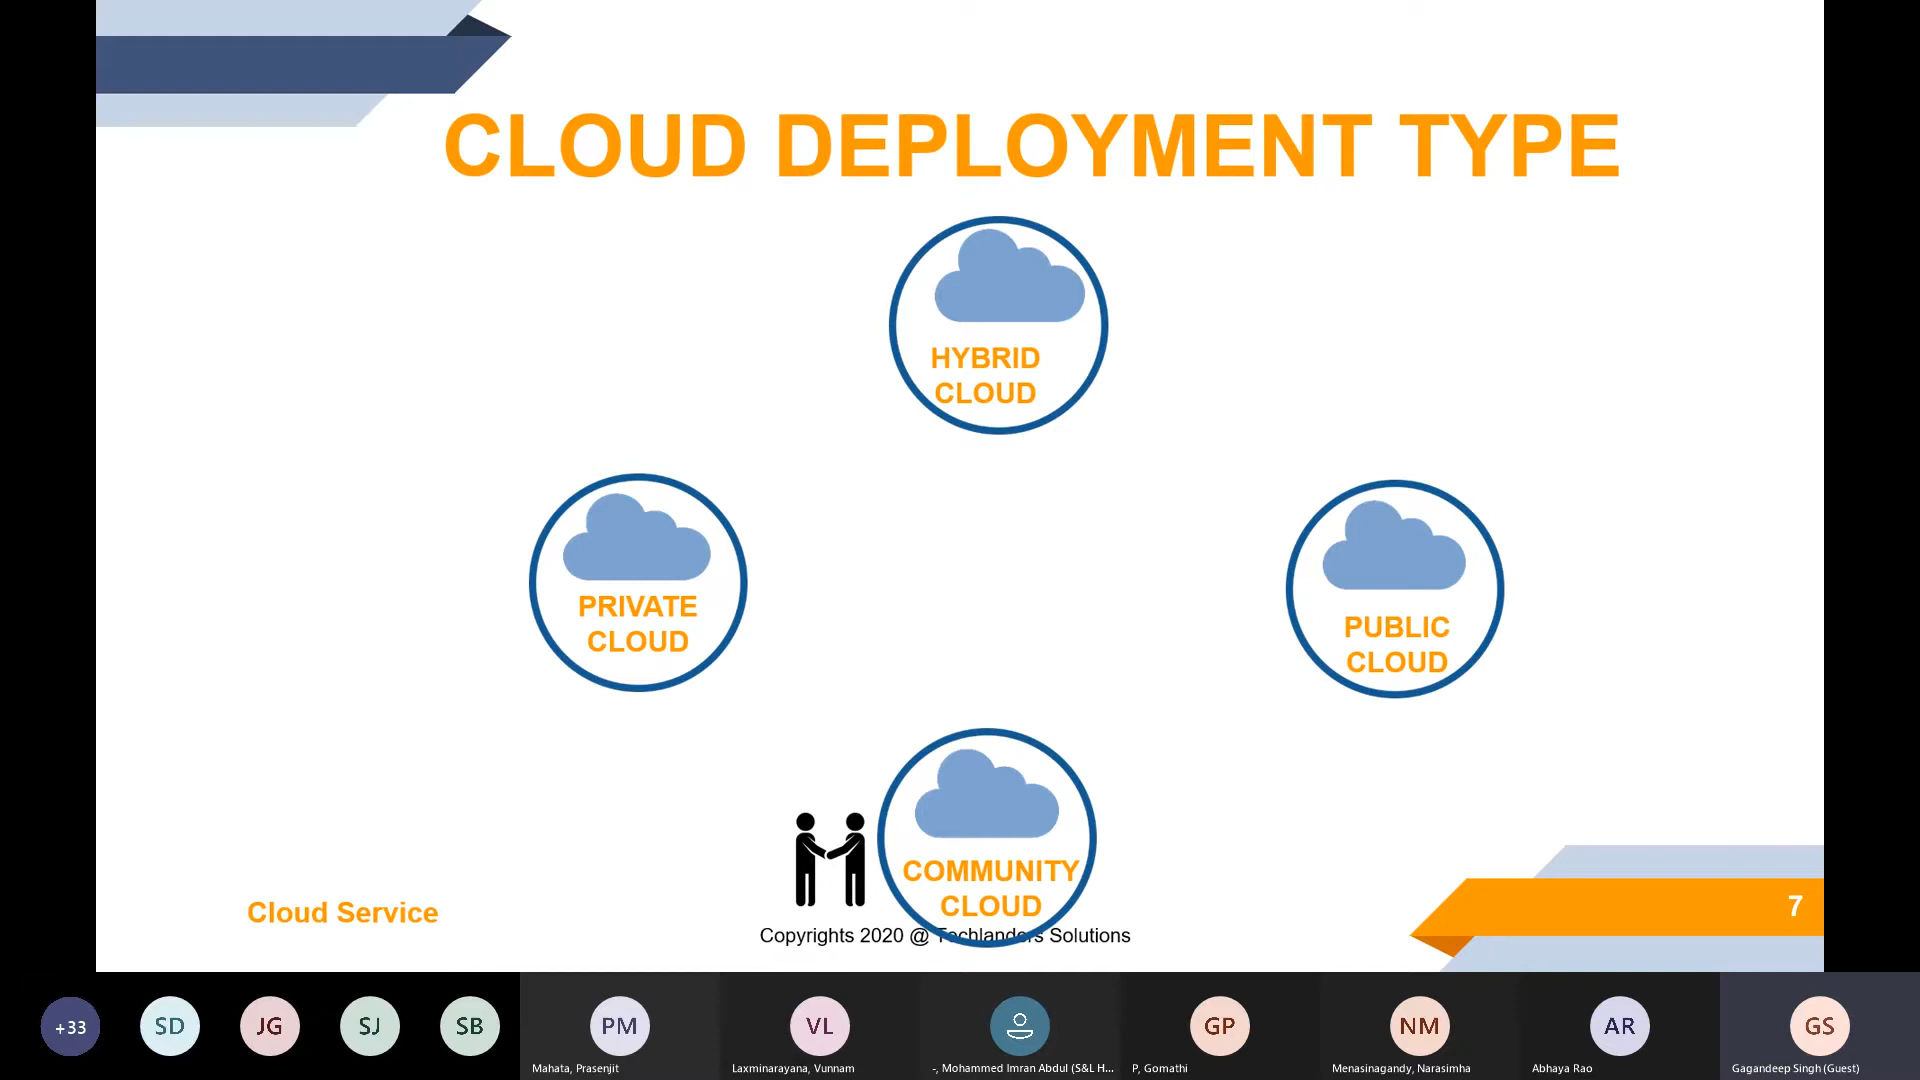 CLOUD DEPLOYMENT TYPE
HYBRID
CLOUD
PRIVATE
CLOUD
PUBLIC
CLOUD
COMMUNITY
CLOUD
Cloud Service
7
Copyrights 2020 @ Techlanders Solutions
+33
SD
JG
SJ
SB
PM
VL
GP
NM
AR
GS
Mahata, Prasenjit
Laxminarayana, Vunnam
-, Mohammed Imran Abdul (S&L H...
P, Gomathi
Menasinagandy, Narasimha
Abhaya Rao
Gagandeep Singh (Guest)